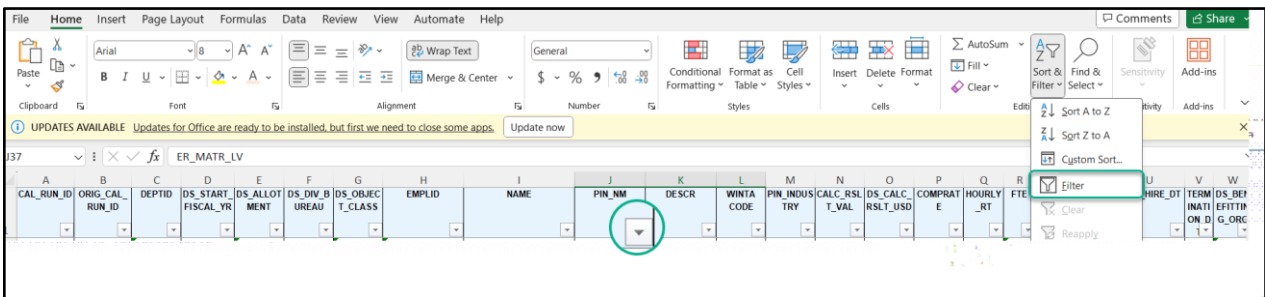 File Home Insert Page Layout Formulas Data Review View Automate Help Comments Share
Arial 8 A^ A˅ Wrap Text General AutoSum
Paste B I U A Merge & Center $ % 9 Conditional Formatting Format as Table Cell Styles Insert Delete Format Fill Clear Sort & Filter Find & Select Sensitivity Add-ins
Clipboard Font Alignment Number Styles Cells Editi tivity Add-ins
Sort A to Z
UPDATES AVAILABLE Updates for Office are ready to be installed, but first we need to close some apps. Update now
Sort Z to A
J37 fx ER_MATR_LV
Custom Sort...
A B C D E F G H I J K L M N O P Q R U V W
Filter
CAL_RUN_ID ORIG_CAL_RUN_ID DEPTID DS_START_FISCAL_YR DS_ALLOTMENT DS_DIV_BUREAU DS_OBJECT_CLASS EMPLID NAME PIN_NM DESCR WINTA CODE PIN_INDUSTRY CALC_RSLT_VAL DS_CALC_RSLT_USD COMPRATE HOURLY_RT FTE HIRE_DT TERMINATION_D DS_BENEFITTING_ORG
Clear
Reapply
1